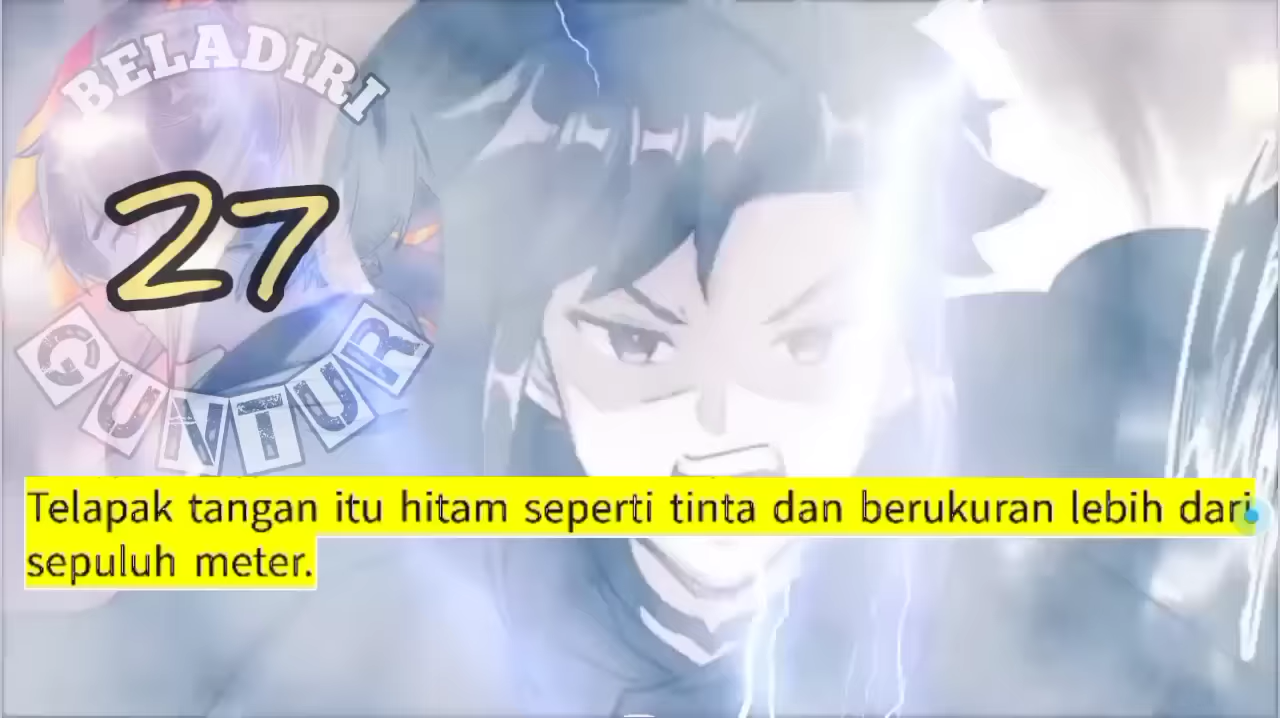 BELADIRI
27
GUNTUR
Telapak tangan itu hitam seperti tinta dan berukuran lebih dari
sepuluh meter.